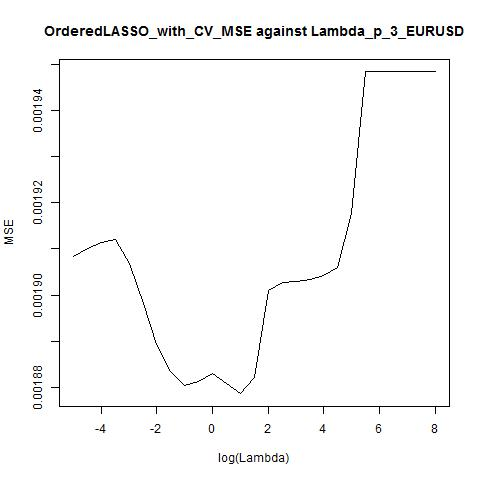 OrderedLASSO_with_CV_MSE against Lambda_p_3_EURUSD
MSE
0.00194
0.00192
0.00190
0.00188
-4 -2 0 2 4 6 8
log(Lambda)